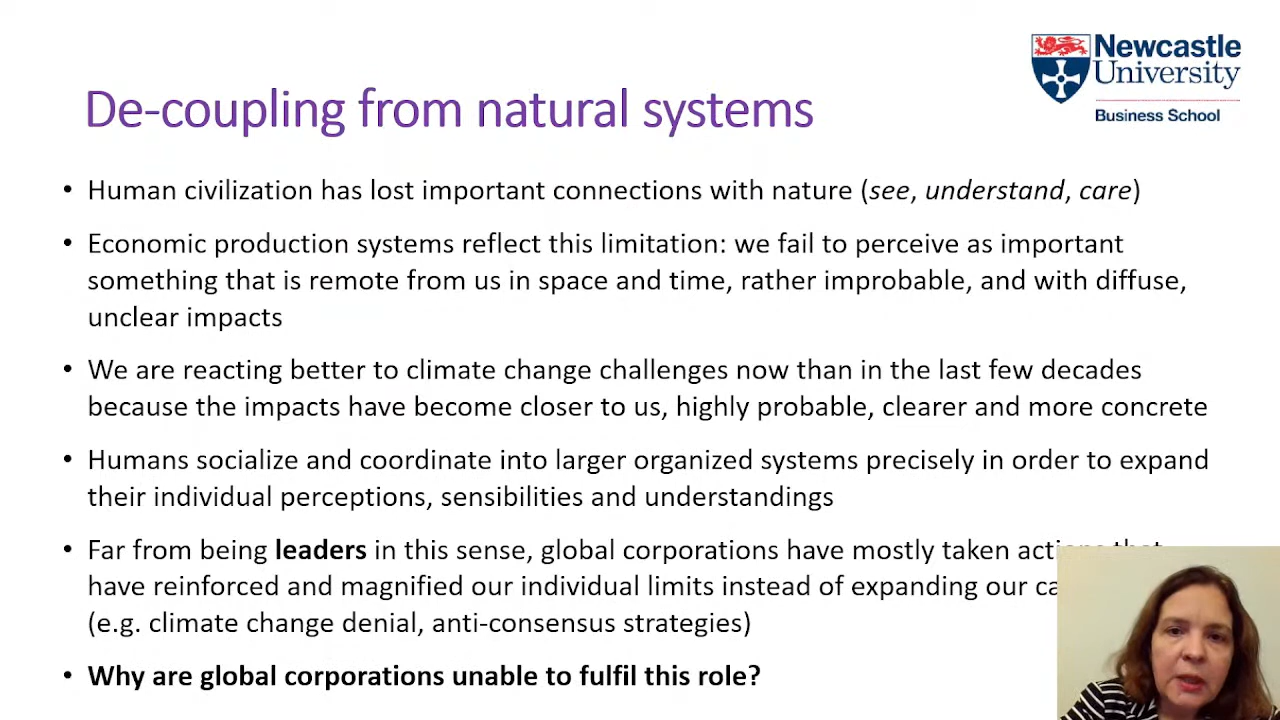 Newcastle
University
Business School
De-coupling from natural systems
• Human civilization has lost important connections with nature (see, understand, care)
• Economic production systems reflect this limitation: we fail to perceive as important
something that is remote from us in space and time, rather improbable, and with diffuse,
unclear impacts
• We are reacting better to climate change challenges now than in the last few decades
because the impacts have become closer to us, highly probable, clearer and more concrete
• Humans socialize and coordinate into larger organized systems precisely in order to expand
their individual perceptions, sensibilities and understandings
• Far from being leaders in this sense, global corporations have mostly taken actions that
have reinforced and magnified our individual limits instead of expanding our
(e.g. climate change denial, anti-consensus strategies)
• Why are global corporations unable to fulfil this role?